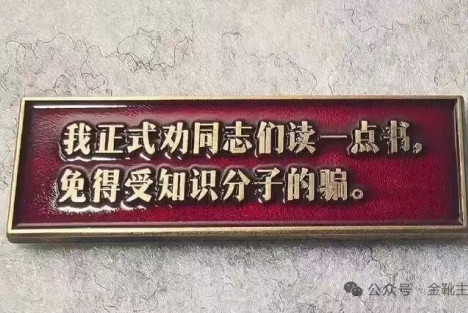 我正式劝同志们读一点书，
免得受知识分子的骗。
公众号·金靴主